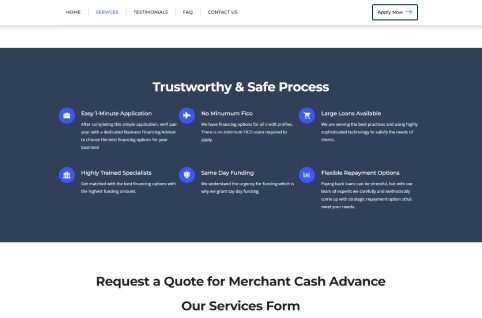 HOME SERVICES TESTIMONIALS FAQ CONTACT US Apply Now
Trustworthy & Safe Process
Easy 1-Minute Application
After completing this simple application, we'll pair
your with a dedicated Business Financing Advisor
to choose the best financing options for your
business!
No Minumum Fico
We have financing options for all credit profiles.
There is no minimum FICO score required to
apply.
Large Loans Available
We are serving the best practices and using highly
sophisticated technology to satisfy the needs of
clients.
Highly Trained Specialists
Get matched with the best financing options with
the highest funding amount.
Same Day Funding
We understand the urgency for funding which is
why we grant say day funding.
Flexible Repayment Options
Paying back loans can be stressful, but with our
team of experts we carefully and methodically
come up with strategic repayment option sthat
meet your needs.
Request a Quote for Merchant Cash Advance
Our Services Form